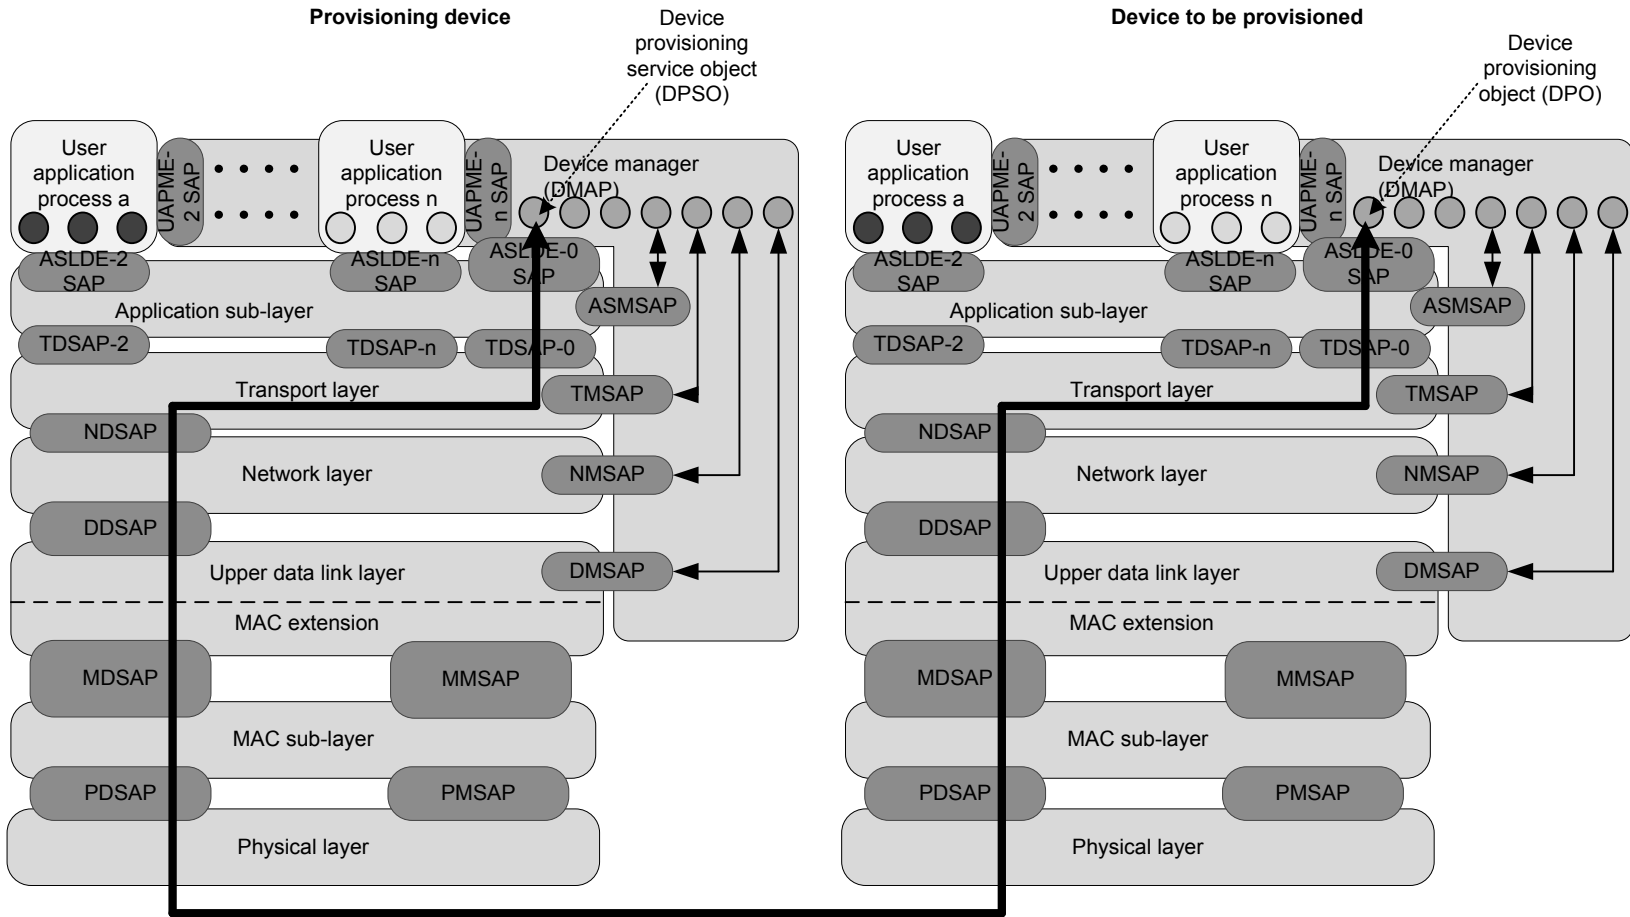 Provisioning device
Device
provisioning
service object
(DPSO)
User
application
process a
UAPME-
2 SAP
User
application
process n
UAPME-
n SAP
Device manager
(DMAP)
ASLDE-2
SAP
ASLDE-n
SAP
ASLDE-0
SAP
Application sub-layer
ASMSAP
TDSAP-2
TDSAP-n
TDSAP-0
Transport layer
TMSAP
NDSAP
Network layer
NMSAP
DDSAP
Upper data link layer
DMSAP
MAC extension
MDSAP
MMSAP
MAC sub-layer
PDSAP
PMSAP
Physical layer
Device to be provisioned
Device
provisioning
object (DPO)
User
application
process a
UAPME-
2 SAP
User
application
process n
UAPME-
n SAP
Device manager
(DMAP)
ASLDE-2
SAP
ASLDE-n
SAP
ASLDE-0
SAP
Application sub-layer
ASMSAP
TDSAP-2
TDSAP-n
TDSAP-0
Transport layer
TMSAP
NDSAP
Network layer
NMSAP
DDSAP
Upper data link layer
DMSAP
MAC extension
MDSAP
MMSAP
MAC sub-layer
PDSAP
PMSAP
Physical layer